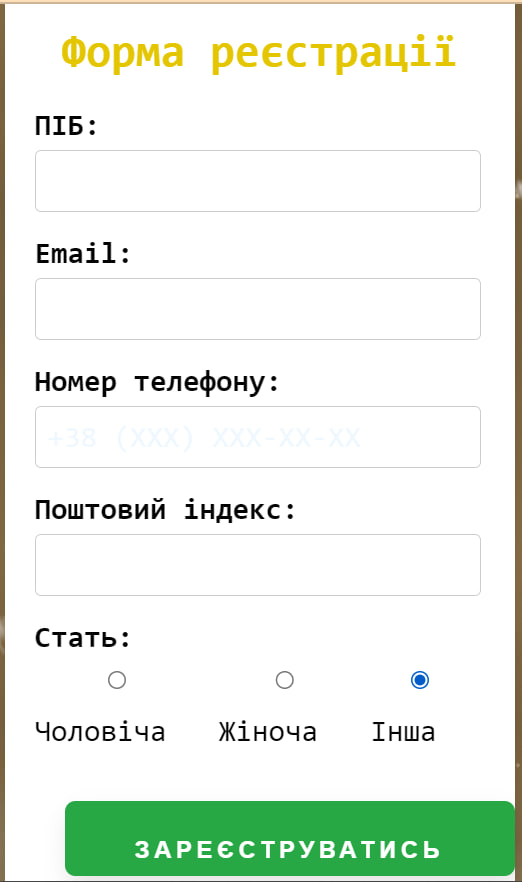 Форма реєстрації
ПІБ:
Email:
Номер телефону:
+38 (XXX) XXX-XX-XX
Поштовий індекс:
Стать:
Чоловіча Жіноча Інша
ЗАРЕЄСТРУВАТИСЬ